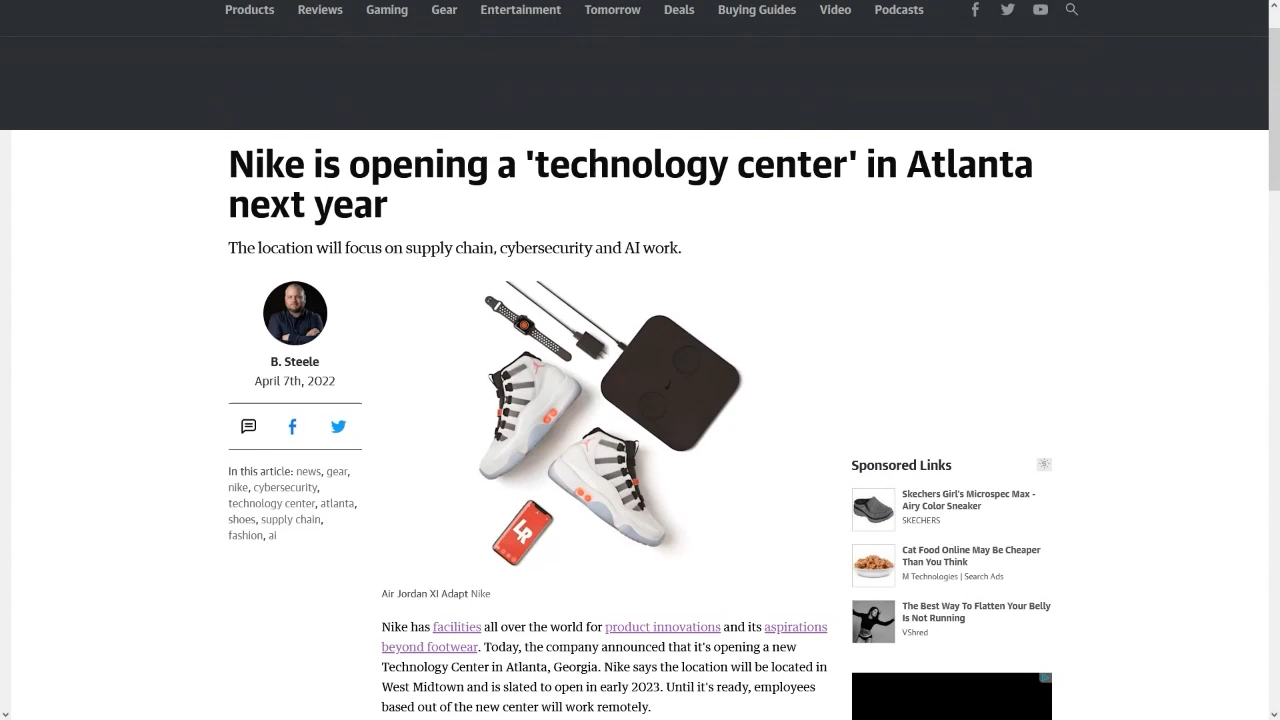 Products Reviews Gaming Gear Entertainment Tomorrow Deals Buying Guides Video Podcasts
Nike is opening a 'technology center' in Atlanta
next year
The location will focus on supply chain, cybersecurity and AI work.
B. Steele
April 7th, 2022
In this article: news, gear,
nike, cybersecurity,
technology center, atlanta,
shoes, supply chain,
fashion, ai
LR
Air Jordan XI Adapt Nike
Nike has facilities all over the world for product innovations and its aspirations
beyond footwear. Today, the company announced that it's opening a new
Technology Center in Atlanta, Georgia. Nike says the location will be located in
West Midtown and is slated to open in early 2023. Until it's ready, employees
based out of the new center will work remotely.
Sponsored Links
Skechers Girl's Microspec Max -
Airy Color Sneaker
SKECHERS
Cat Food Online May Be Cheaper
Than You Think
M Technologies | Search Ads
The Best Way To Flatten Your Belly
Is Not Running
VShred